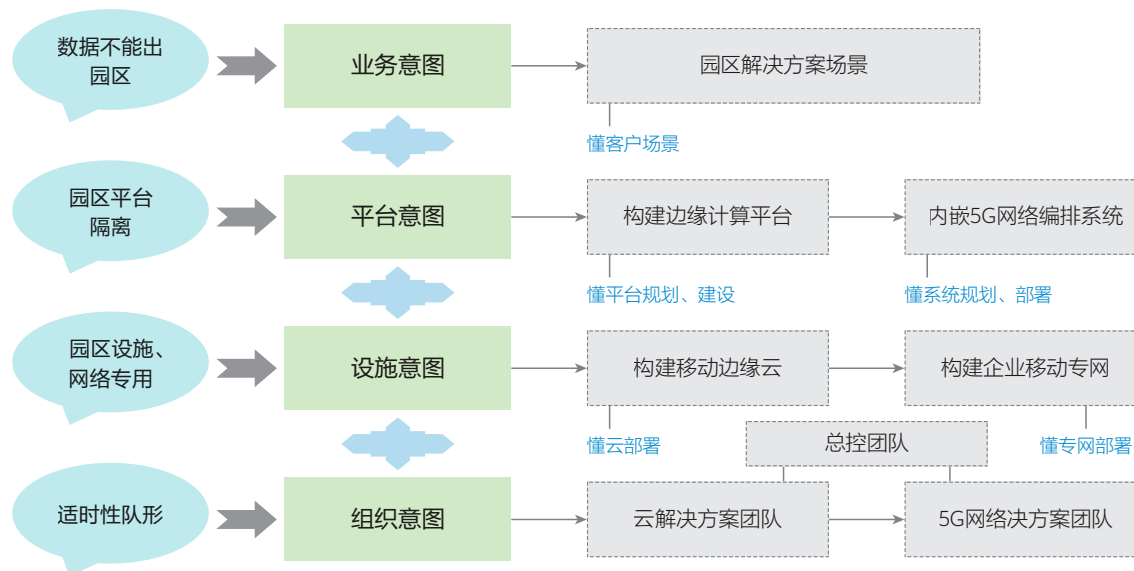 数据不能出
园区
业务意图
园区解决方案场景
懂客户场景
园区平台
隔离
平台意图
构建边缘计算平台
内嵌5G网络编排系统
懂平台规划、建设
懂系统规划、部署
园区设施、
网络专用
设施意图
构建移动边缘云
构建企业移动专网
懂云部署
总控团队
懂专网部署
适时性队形
组织意图
云解决方案团队
5G网络决方案团队